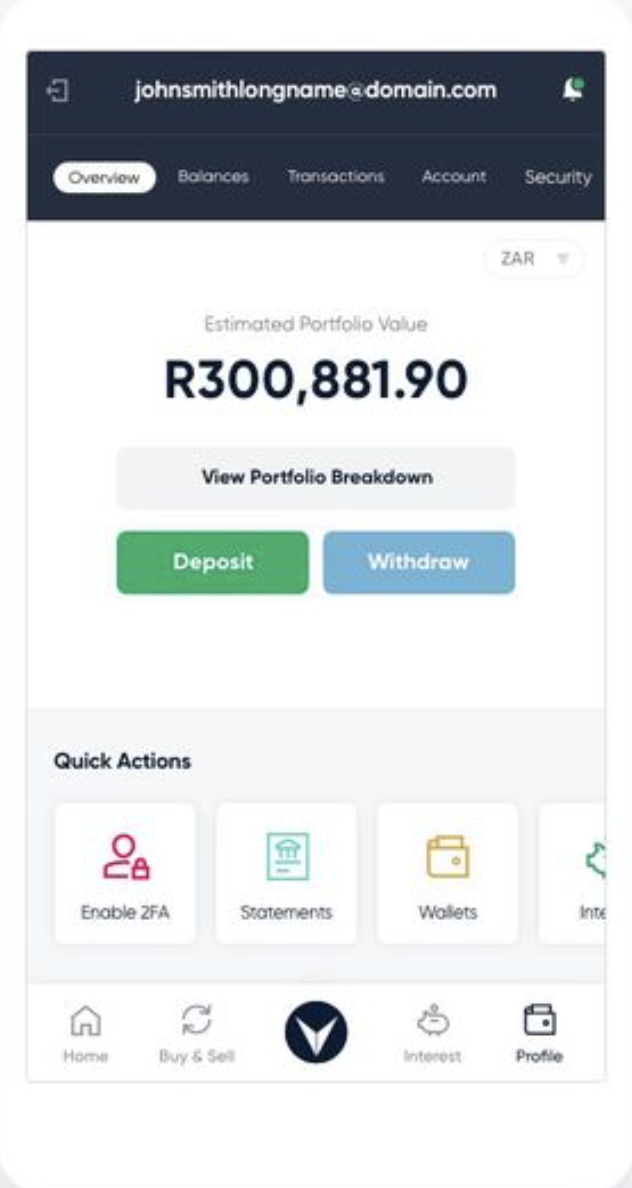 johnsmithlongname@domain.com
Overview Balances Transactions Account Security
ZAR
Estimated Portfolio Value
R300,881.90
View Portfolio Breakdown
Deposit Withdraw
Quick Actions
Enable 2FA Statements Wallets Inte
Home Buy & Sell Interest Profile